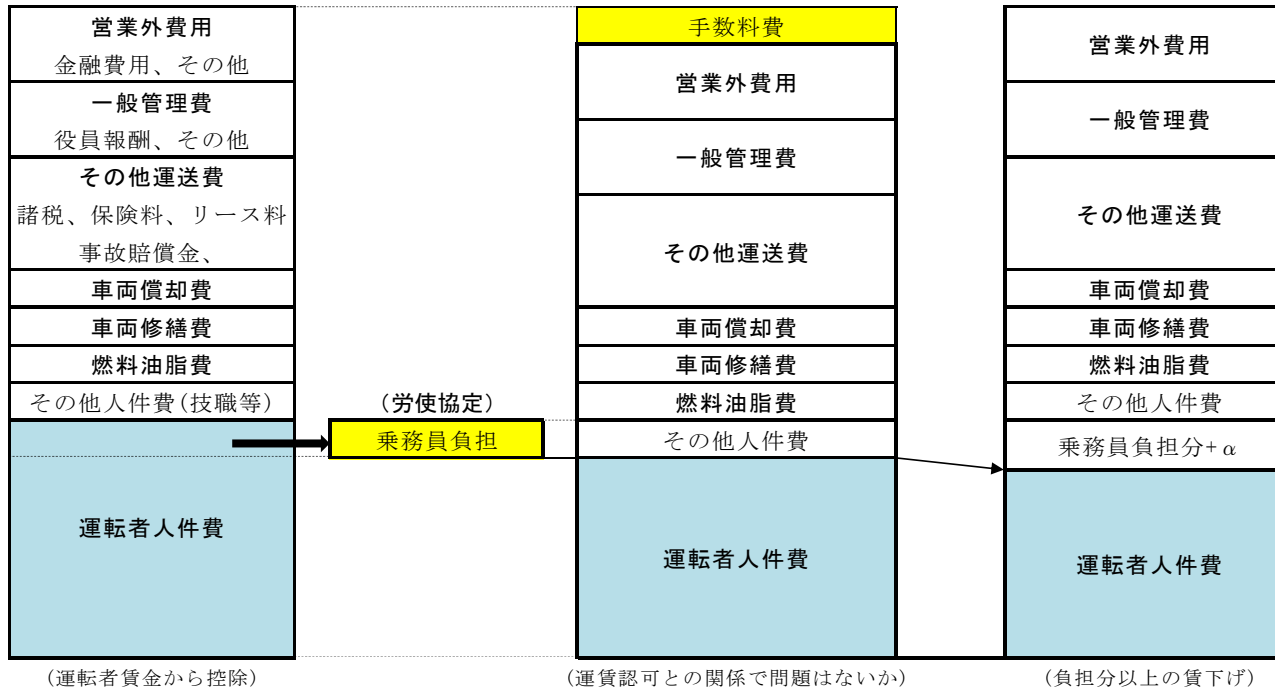 営業外費用
金融費用、その他
一般管理費
役員報酬、その他
その他運送費
諸税、保険料、リース料
事故賠償金、
車両償却費
車両修繕費
燃料油脂費
その他人件費(技職等)
運転者人件費
(運転者賃金から控除)
(労使協定)
乗務員負担
手数料費
営業外費用
一般管理費
その他運送費
車両償却費
車両修繕費
燃料油脂費
その他人件費
運転者人件費
(運賃認可との関係で問題はないか)
営業外費用
一般管理費
その他運送費
車両償却費
車両修繕費
燃料油脂費
その他人件費
乗務員負担分+α
運転者人件費
(負担分以上の賃下げ)